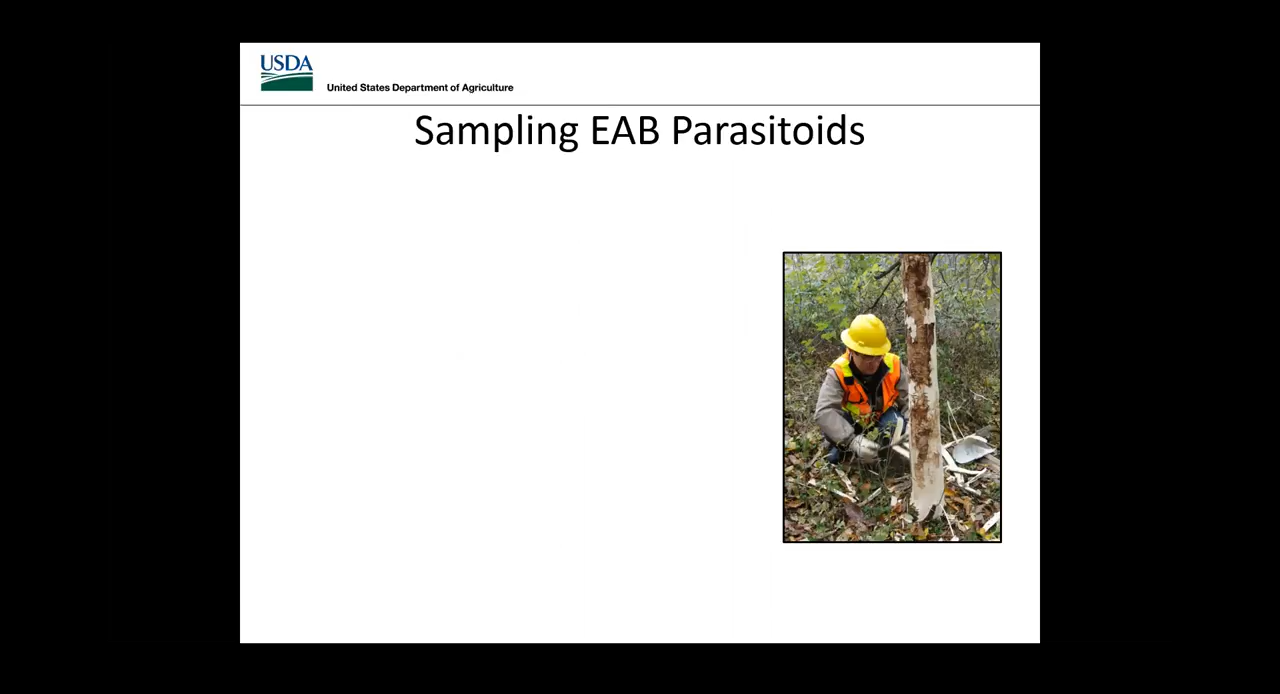 USDA
United States Department of Agriculture
Sampling EAB Parasitoids